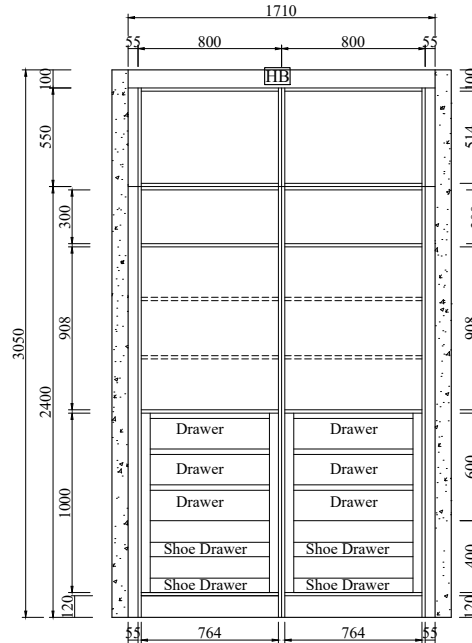 1710
55 800 800 55
HB
100 100
550 514
300
3050
908 908
2400
Drawer Drawer
600
Drawer Drawer
1000
Drawer Drawer
Shoe Drawer Shoe Drawer
400
Shoe Drawer Shoe Drawer
120 120
55 764 764 55